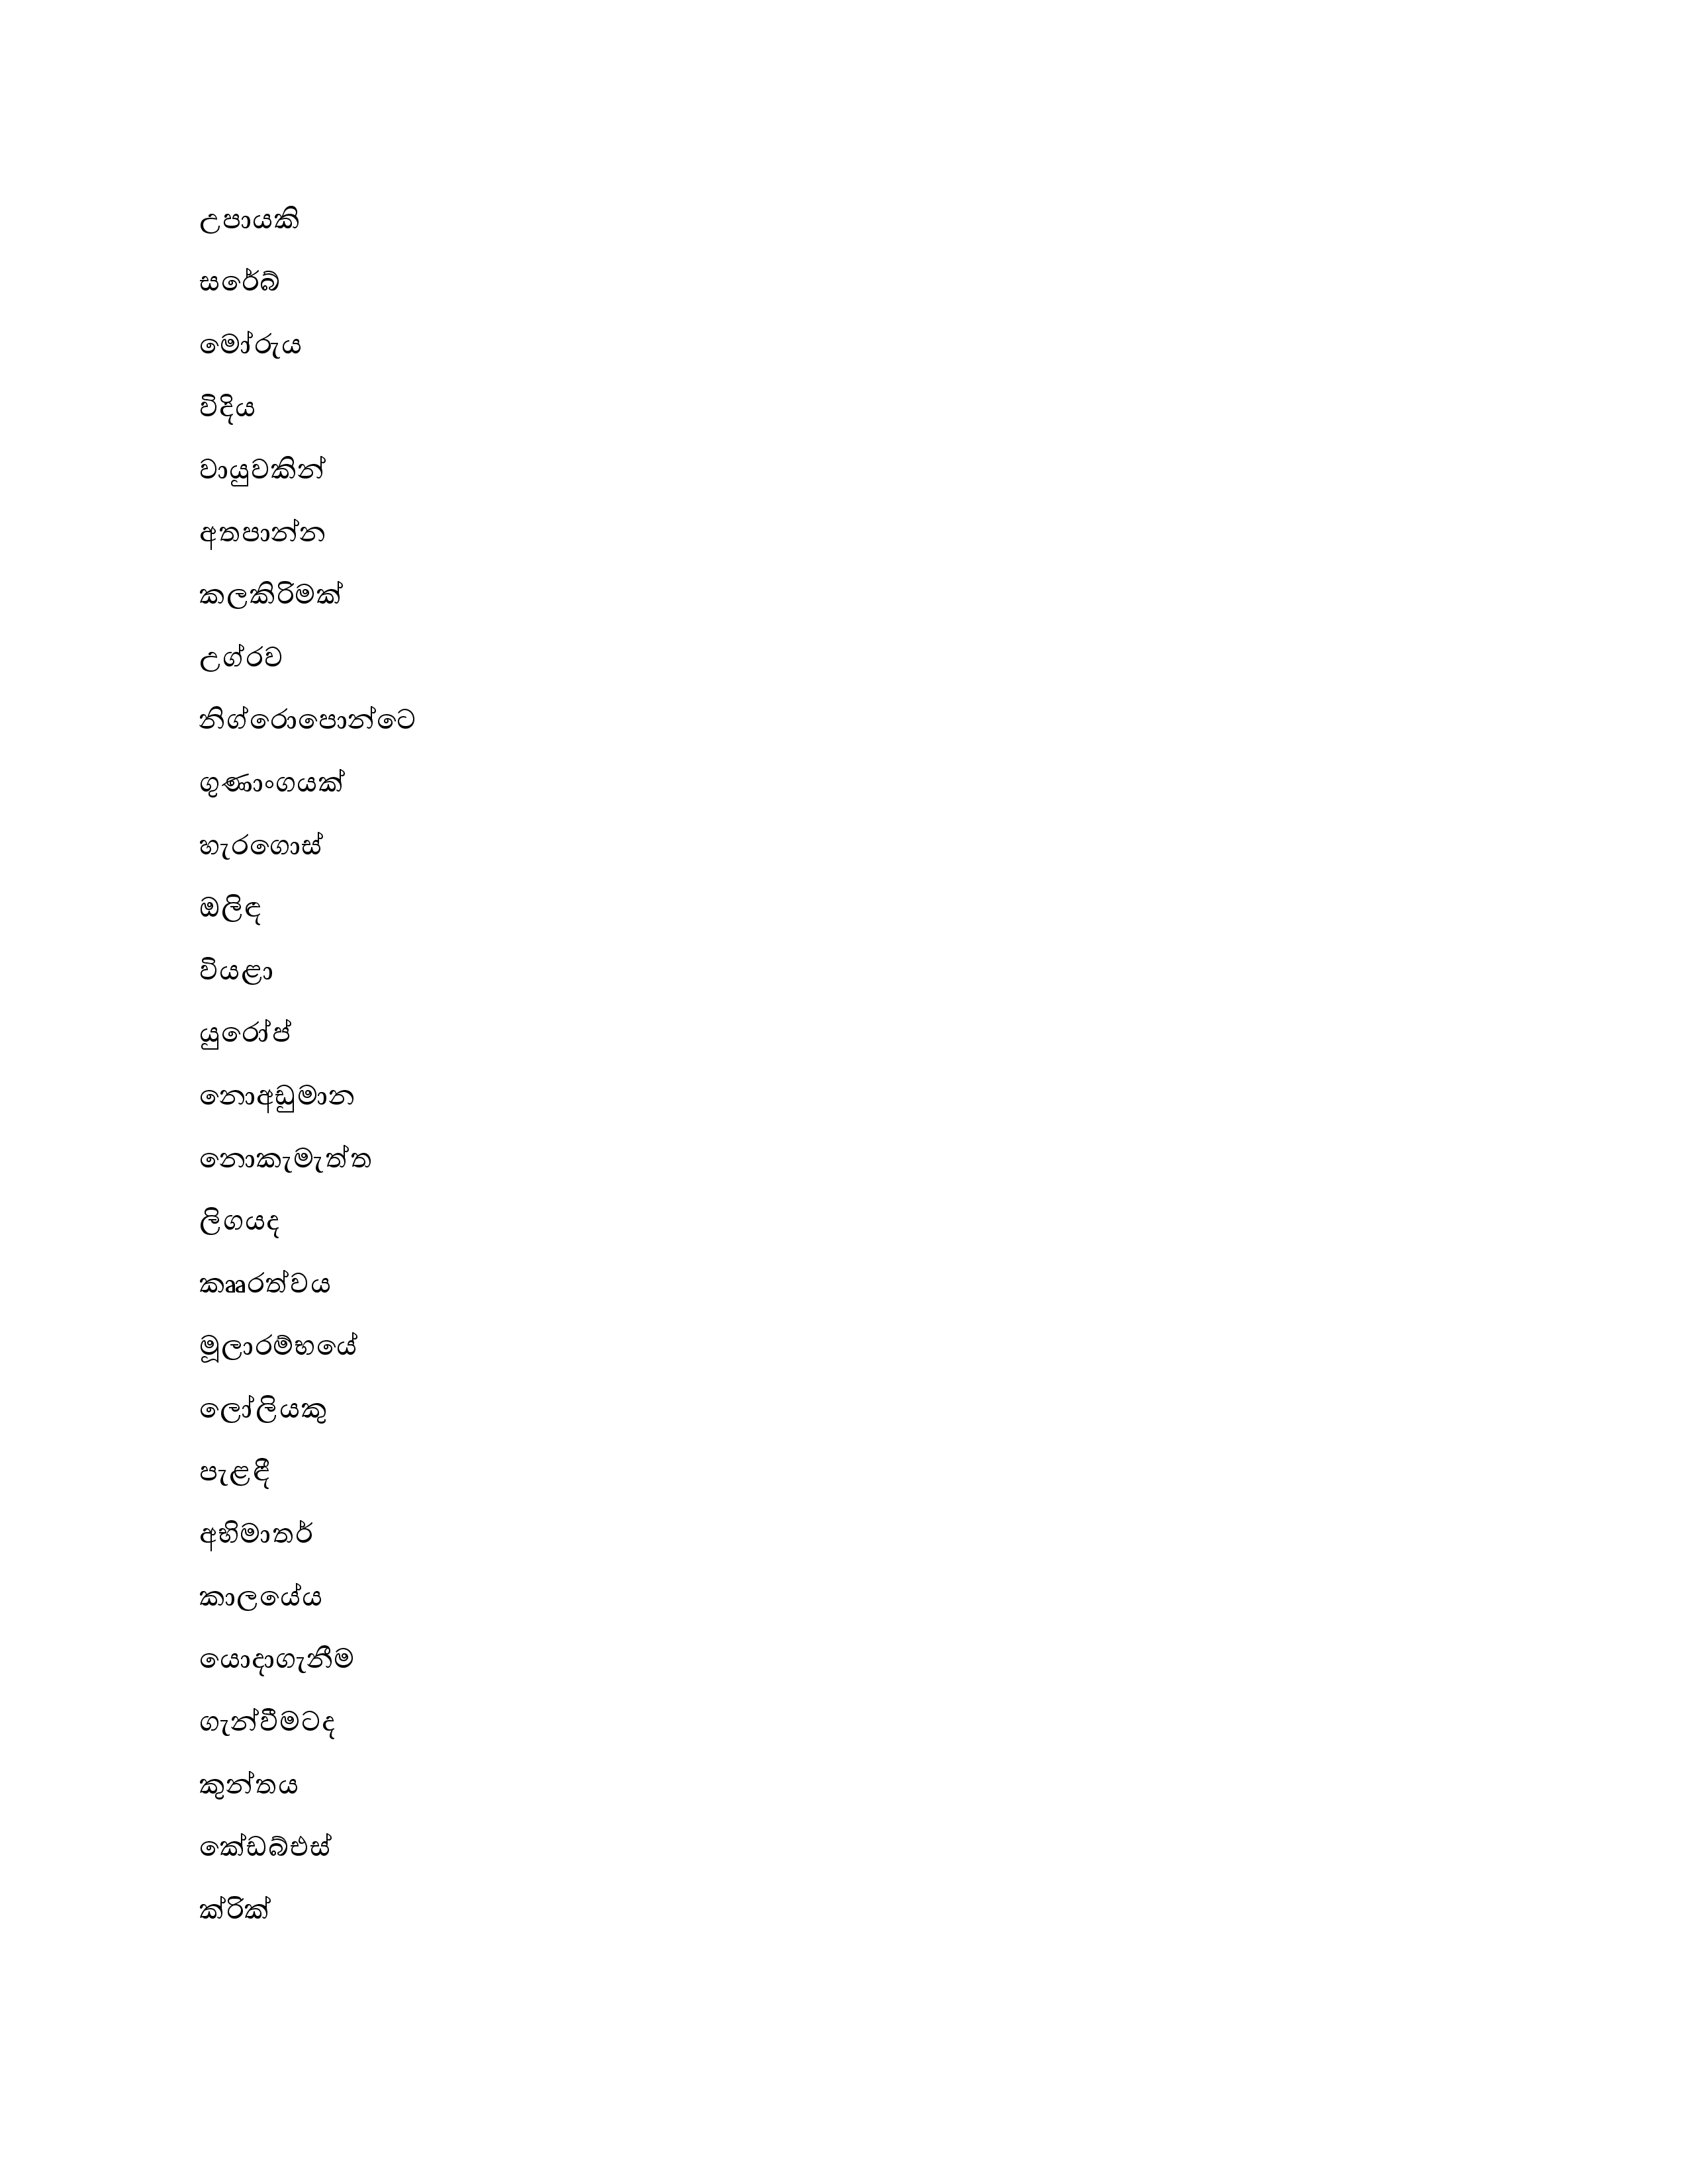 උපායකි
සරේබ්
මෝරුය
විදිය
වායුවකින්
අතපාන්න
කලකිරිමක්
උග්රව
නිග්රොපොන්ටෙ
ගුණාංගයක්
හැරගොස්
ඔලිඳ
වියළා
යුරෝප්
නොඅඩුමාන
නොකැමැත්ත
ලිගයද
කෲරත්වය
මූලාරම්භයේ
ලෝලියකු
පැළඳී
අභිමාතර්
කාලයේය
යොදාගැනීම
ගැන්වීමටද
කුන්තය
කේඩබ්එස්
ක්රික්